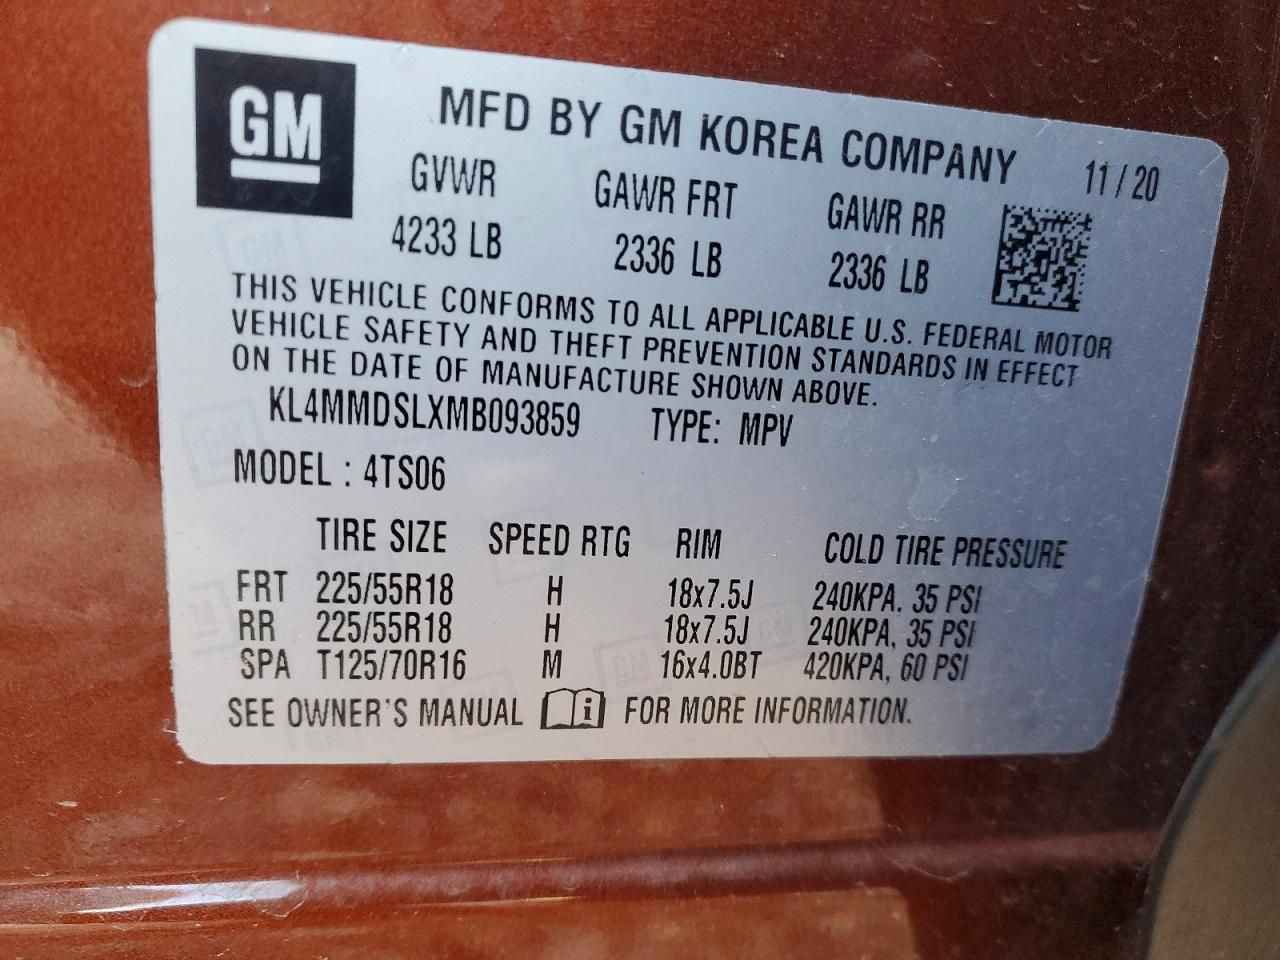 GM
MFD BY GM KOREA COMPANY 11/20
GVWR GAWR FRT GAWR RR
4233 LB 2336 LB 2336 LB
THIS VEHICLE CONFORMS TO ALL APPLICABLE U.S. FEDERAL MOTOR
VEHICLE SAFETY AND THEFT PREVENTION STANDARDS IN EFFECT
ON THE DATE OF MANUFACTURE SHOWN ABOVE.
KL4MMDSLXMB093859 TYPE: MPV
MODEL : 4TS06
TIRE SIZE SPEED RTG RIM COLD TIRE PRESSURE
FRT 225/55R18 H 18x7.5J 240KPA. 35 PSI
RR 225/55R18 H 18x7.5J 240KPA, 35 PSI
SPA T125/70R16 M 16x4.0BT 420KPA, 60 PSI
SEE OWNER'S MANUAL i FOR MORE INFORMATION.